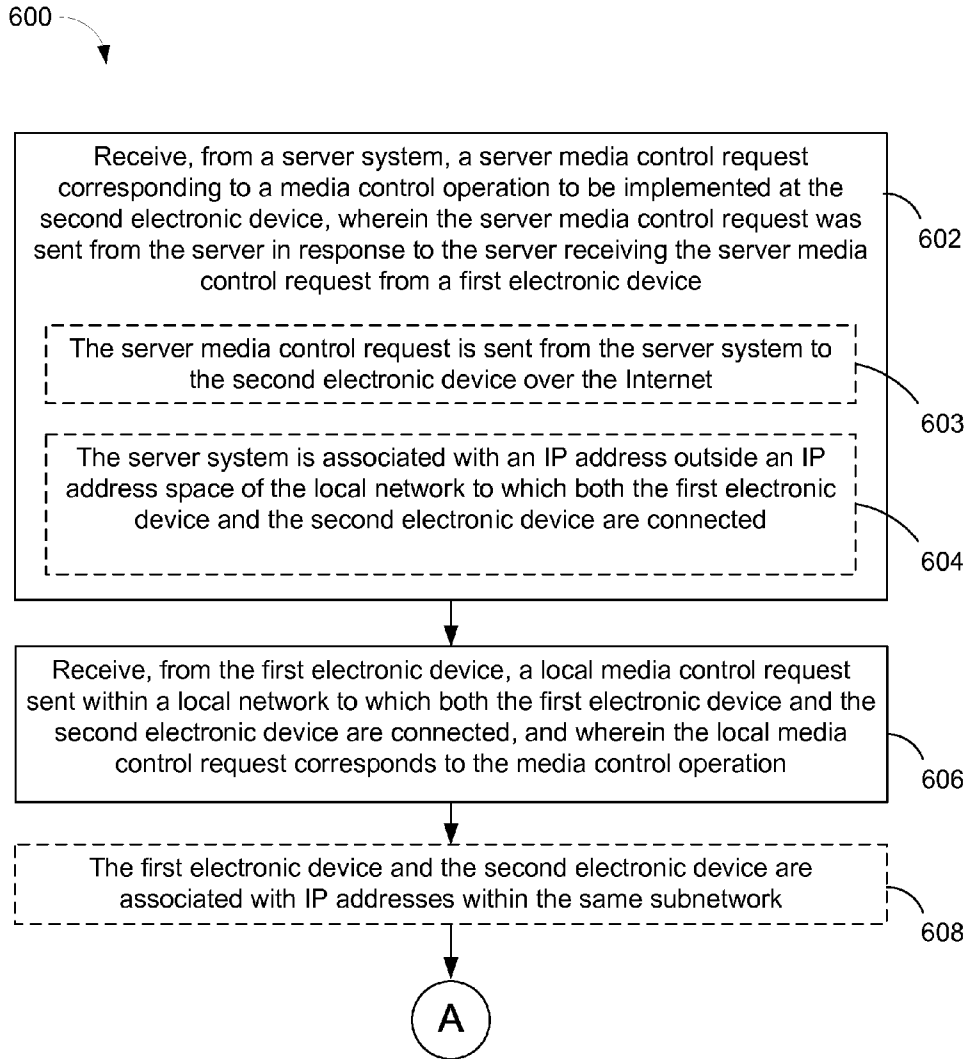 600
Receive, from a server system, a server media control request
corresponding to a media control operation to be implemented at the
second electronic device, wherein the server media control request was
sent from the server in response to the server receiving the server media
control request from a first electronic device
602
The server media control request is sent from the server system to
the second electronic device over the Internet
603
The server system is associated with an IP address outside an IP
address space of the local network to which both the first electronic
device and the second electronic device are connected
604
Receive, from the first electronic device, a local media control request
sent within a local network to which both the first electronic device and the
second electronic device are connected, and wherein the local media
control request corresponds to the media control operation
606
The first electronic device and the second electronic device are
associated with IP addresses within the same subnetwork
608
A